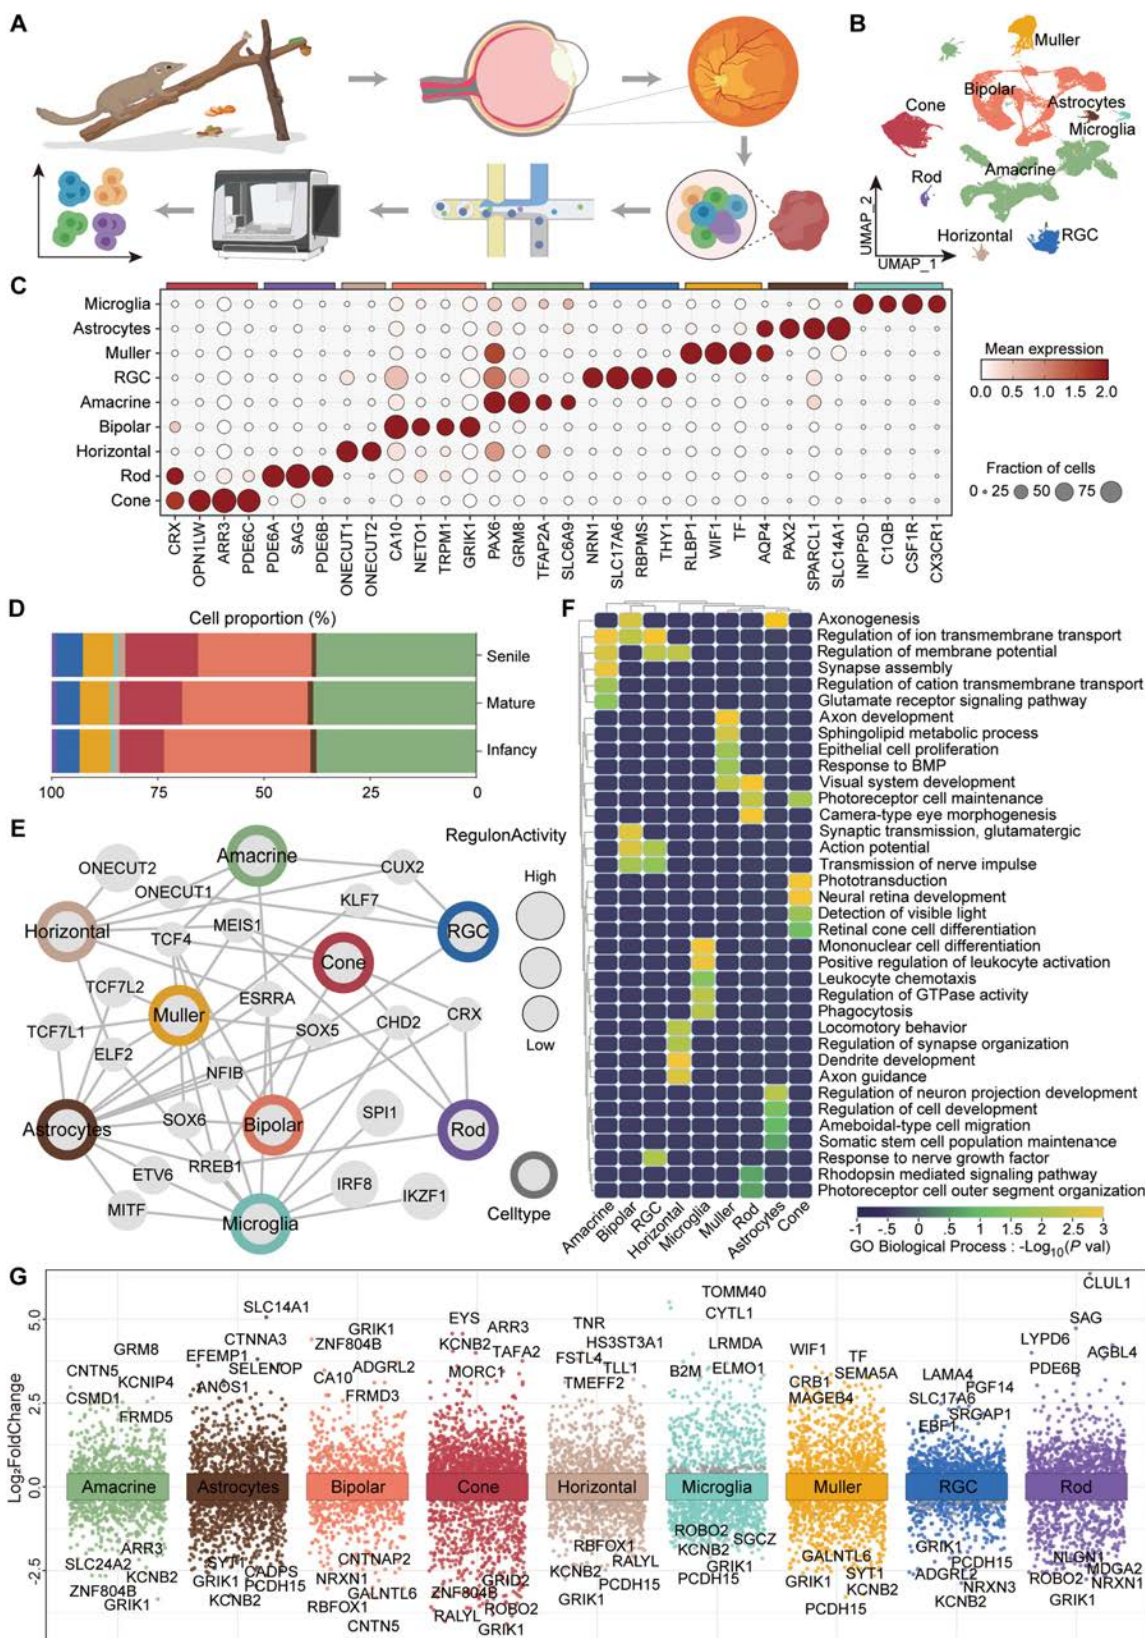 A
B
Muller
Bipolar
Astrocytes
Cone
Microglia
Amacrine
Rod
Horizontal
RGC
UMAP_2
UMAP_1
C
Microglia
Astrocytes
Muller
RGC
Amacrine
Bipolar
Horizontal
Rod
Cone
CRX
OPN1LW
ARR3
PDE6C
PDE6A
SAG
PDE6B
ONECUT1
ONECUT2
CA10
NETO1
TRPM1
GRIK1
PAX6
GRM8
TFAP2A
SLC6A9
NRN1
SLC17A6
RBPMS
THY1
RLBP1
WIF1
TF
AQP4
PAX2
SPARCL1
SLC14A1
INPP5D
C1QB
CSF1R
CX3CR1
Mean expression
0.0 0.5 1.0 1.5 2.0
Fraction of cells
0 25 50 75
D
Cell proportion (%)
Senile
Mature
Infancy
100 75 50 25 0
E
RegulonActivity
High
Low
Celltype
Amacrine
ONECUT2
CUX2
ONECUT1
KLF7
Horizontal
MEIS1
RGC
TCF4
Cone
TCF7L2
ESRRA
Muller
CRX
TCF7L1
SOX5
CHD2
ELF2
NFIB
SOX6
SPI1
Astrocytes
Bipolar
Rod
RREB1
ETV6
IRF8
IKZF1
MITF
Microglia
F
Axonogenesis
Regulation of ion transmembrane transport
Regulation of membrane potential
Synapse assembly
Regulation of cation transmembrane transport
Glutamate receptor signaling pathway
Axon development
Sphingolipid metabolic process
Epithelial cell proliferation
Response to BMP
Visual system development
Photoreceptor cell maintenance
Camera-type eye morphogenesis
Synaptic transmission, glutamatergic
Action potential
Transmission of nerve impulse
Phototransduction
Neural retina development
Detection of visible light
Retinal cone cell differentiation
Mononuclear cell differentiation
Positive regulation of leukocyte activation
Leukocyte chemotaxis
Regulation of GTPase activity
Phagocytosis
Locomotory behavior
Regulation of synapse organization
Dendrite development
Axon guidance
Regulation of neuron projection development
Regulation of cell development
Ameboidal-type cell migration
Somatic stem cell population maintenance
Response to nerve growth factor
Rhodopsin mediated signaling pathway
Photoreceptor cell outer segment organization
Amacrine
Bipolar
RGC
Horizontal
Microglia
Muller
Rod
Astrocytes
Cone
-1 -.5 0 .5 1 1.5 2 2.5 3
GO Biological Process : -Log10(P val)
G
Log₂FoldChange
5.0
2.5
0.0
-2.5
GRM8
CNTN5
KCNIP4
CSMD1
FRMD5
Amacrine
ARR3
SLC24A2
KCNB2
ZNF804B
GRIK1
SLC14A1
CTNNA3
EFEMP1
SELENOP
ANOS1
Astrocytes
SYT1
CADPS
GRIK1
PCDH15
KCNB2
GRIK1
ZNF804B
ADGRL2
CA10
FRMD3
Bipolar
CNTNAP2
NRXN1
GALNTL6
RBFOX1
CNTN5
EYS
ARR3
KCNB2
TAFA2
MORC1
Cone
GRID2
ZNF804B
ROBO2
RALYL
GRIK1
TNR
HS3ST3A1
FSTL4
TLL1
TMEFF2
Horizontal
RBFOX1
RALYL
KCNB2
PCDH15
GRIK1
TOMM40
CYTL1
LRMDA
B2M
ELMO1
Microglia
ROBO2
SGCZ
KCNB2
GRIK1
PCDH15
WIF1
TF
SEMA5A
CRB1
MAGEB4
Muller
GALNTL6
SYT1
GRIK1
KCNB2
PCDH15
LAMA4
PGF14
SLC17A6
SRGAP1
EBF1
RGC
GRIK1
PCDH15
ADGRL2
NRXN3
KCNB2
CLUL1
SAG
LYPD6
AGBL4
PDE6B
Rod
NLGN1
MDGA2
ROBO2
NRXN1
GRIK1